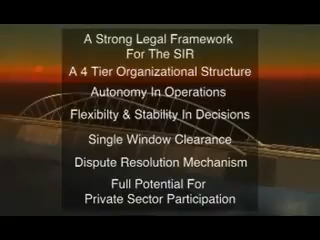 A Strong Legal Framework
For The SIR
A 4 Tier Organizational Structure
Autonomy In Operations
Flexibilty & Stability In Decisions
Single Window Clearance
Dispute Resolution Mechanism
Full Potential For
Private Sector Participation